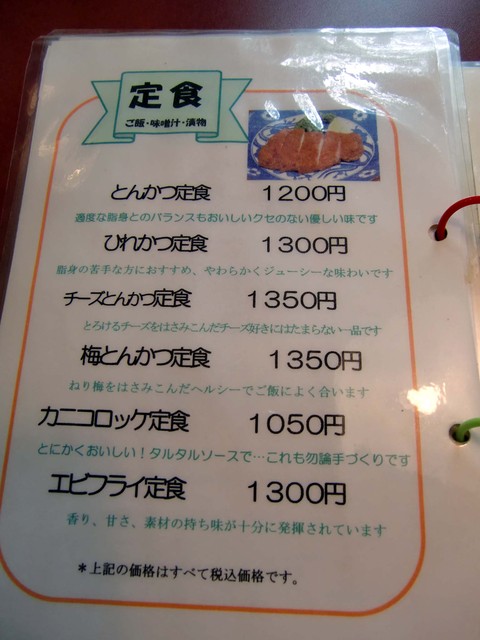 定食
ご飯・味噌汁・漬物
とんかつ定食 1200円
適度な脂身とのバランスもおいしいクセのない優しい味です
ひれかつ定食 1300円
脂身の苦手な方におすすめ、やわらかくジューシーな味わいです
チーズとんかつ定食 1350円
とろけるチーズをはさみこんだチーズ好きにはたまらない一品です
梅とんかつ定食 1350円
ねり梅をはさみこんだヘルシーでご飯によく合います
カニコロッケ定食 1050円
とにかくおいしい！タルタルソースで…これも勿論手づくりです
エビフライ定食 1300円
香り、甘さ、素材の持ち味が十分に発揮されています
＊上記の価格はすべて税込価格です。